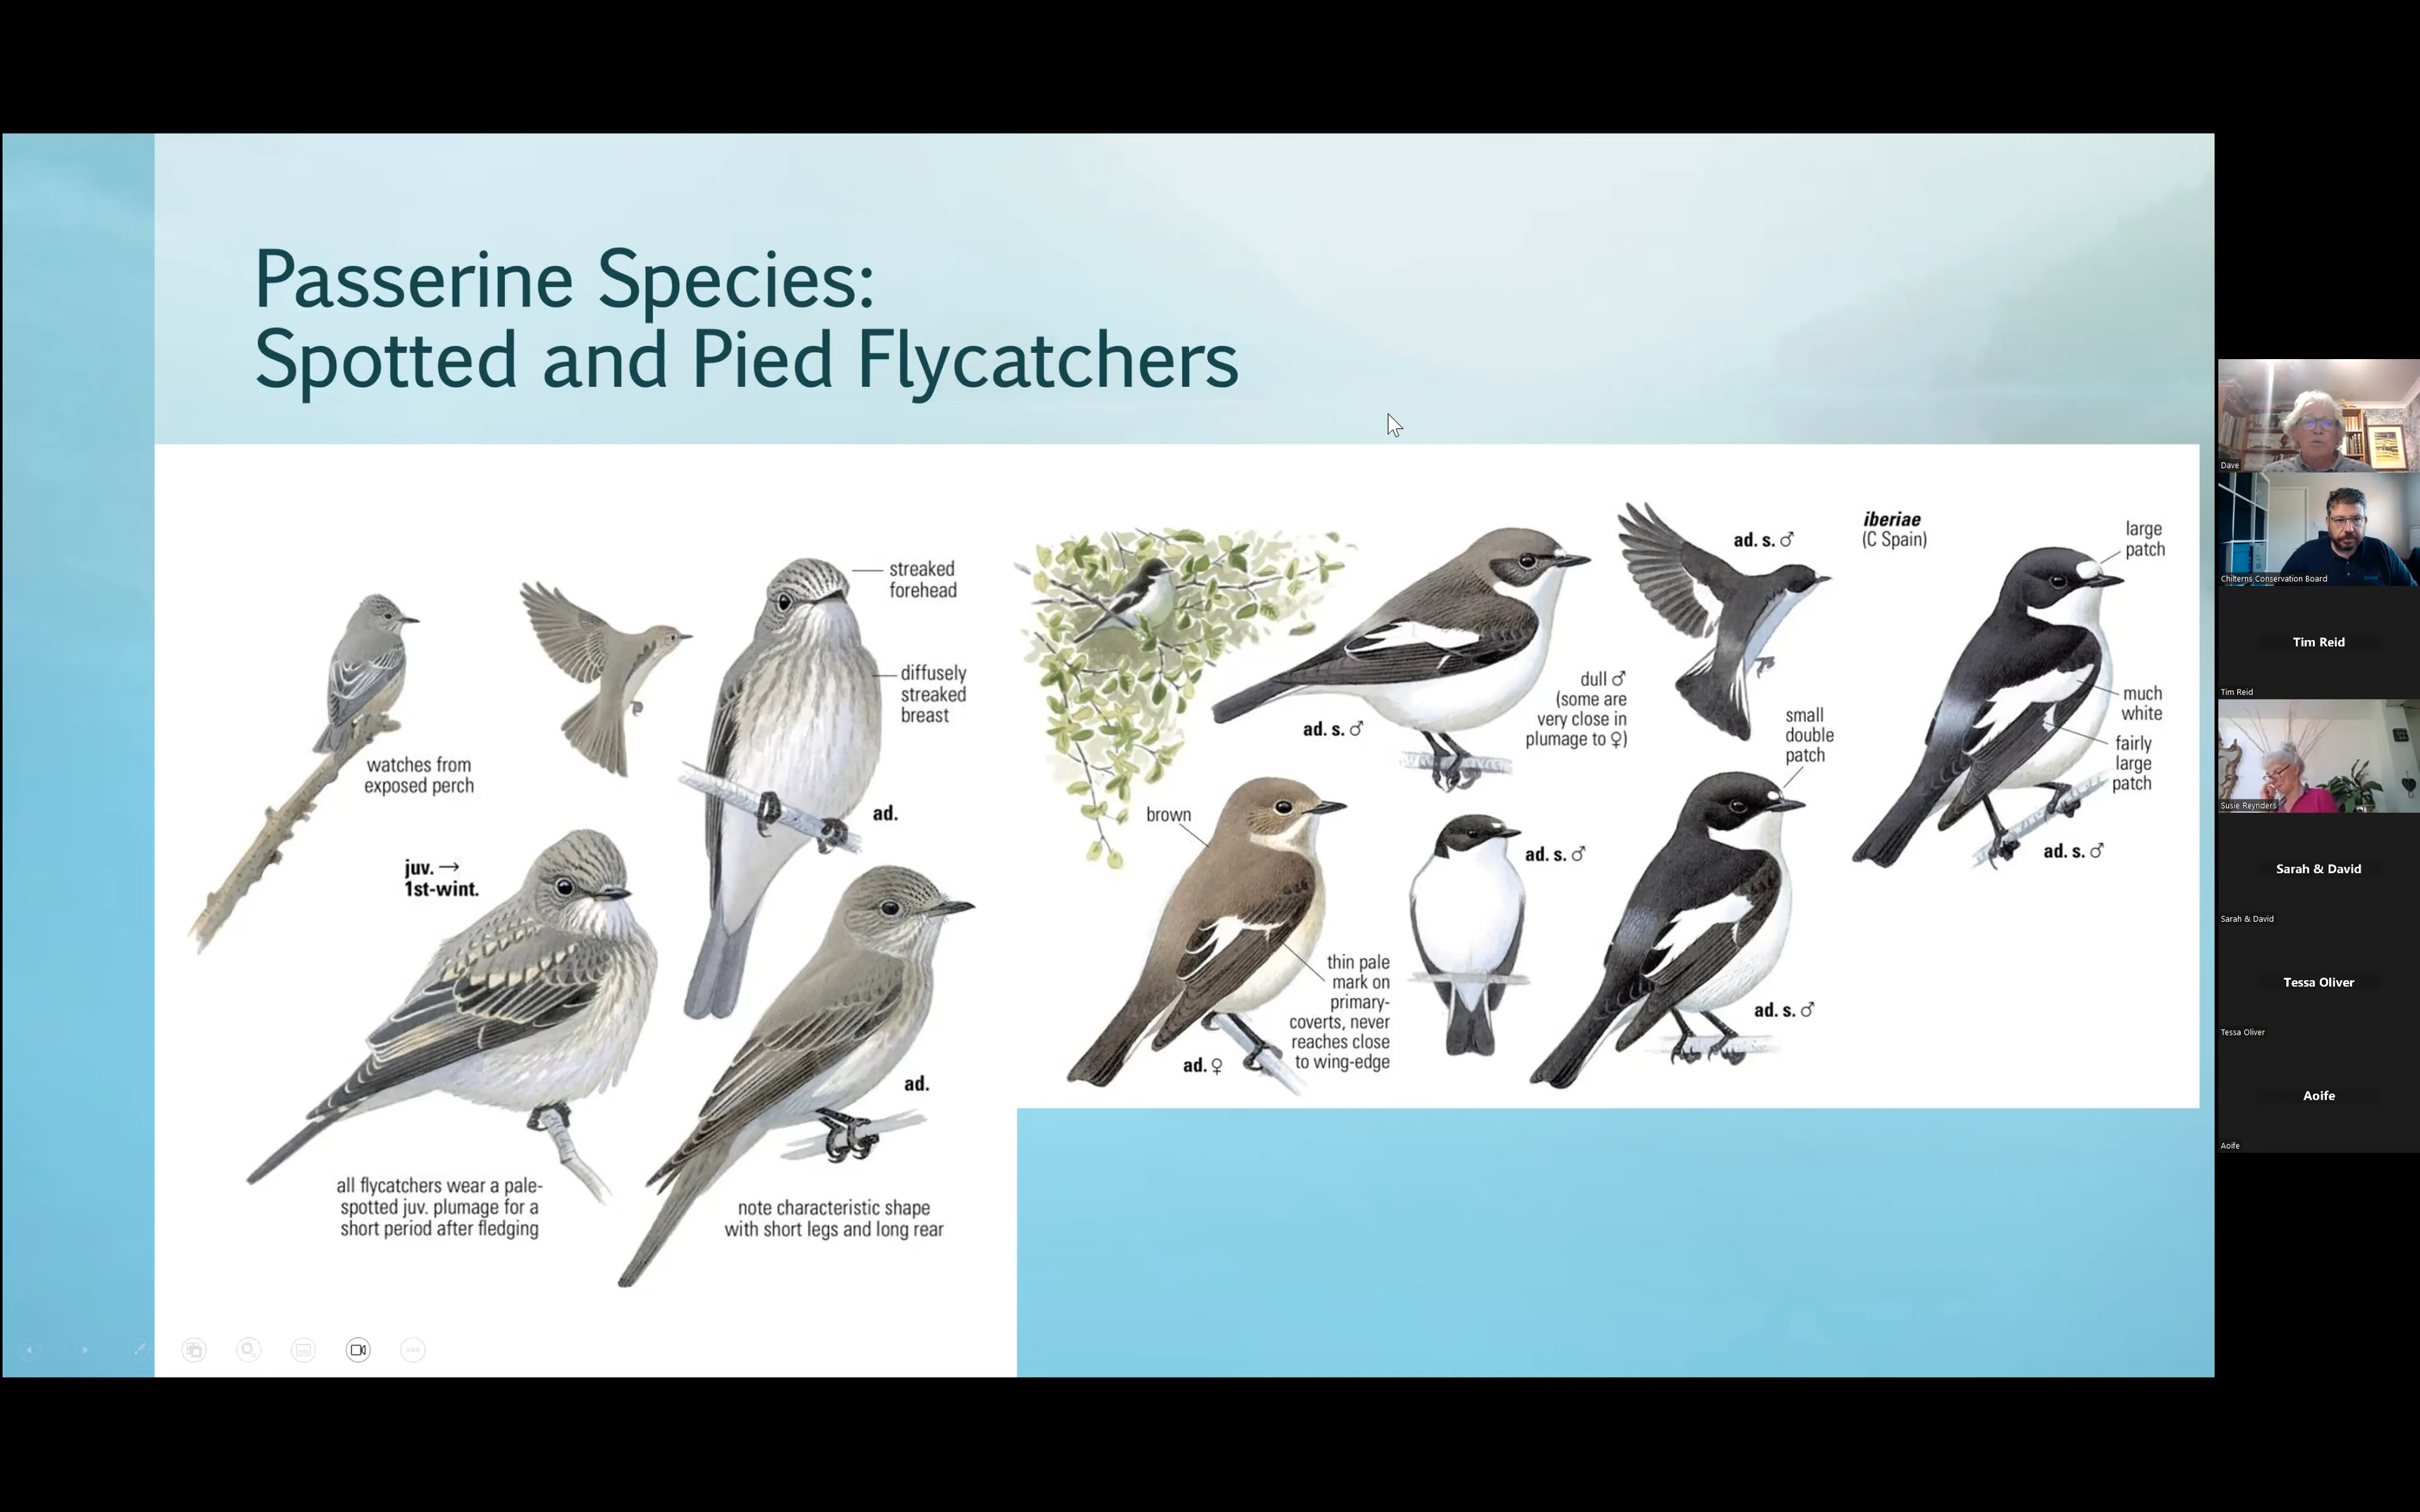 Passerine Species:
Spotted and Pied Flycatchers
streaked
forehead
diffusely
streaked
breast
watches from
exposed perch
ad.
juv. →
1st-wint.
ad.
all flycatchers wear a pale-
spotted juv. plumage for a
short period after fledging
note characteristic shape
with short legs and long rear
ad. s. ♂
dull ♂
(some are
very close in
plumage to ♀)
ad. s. ♂
iberiae
(C Spain)
large
patch
much
white
fairly
large
patch
ad. s. ♂
small
double
patch
brown
ad. s. ♂
thin pale
mark on
primary-
coverts, never
reaches close
to wing-edge
ad. ♀
ad. s. ♂
Dave
Chilterns Conservation Board
Tim Reid
Tim Reid
Susie Reynders
Sarah & David
Sarah & David
Tessa Oliver
Tessa Oliver
Aoife
Aoife